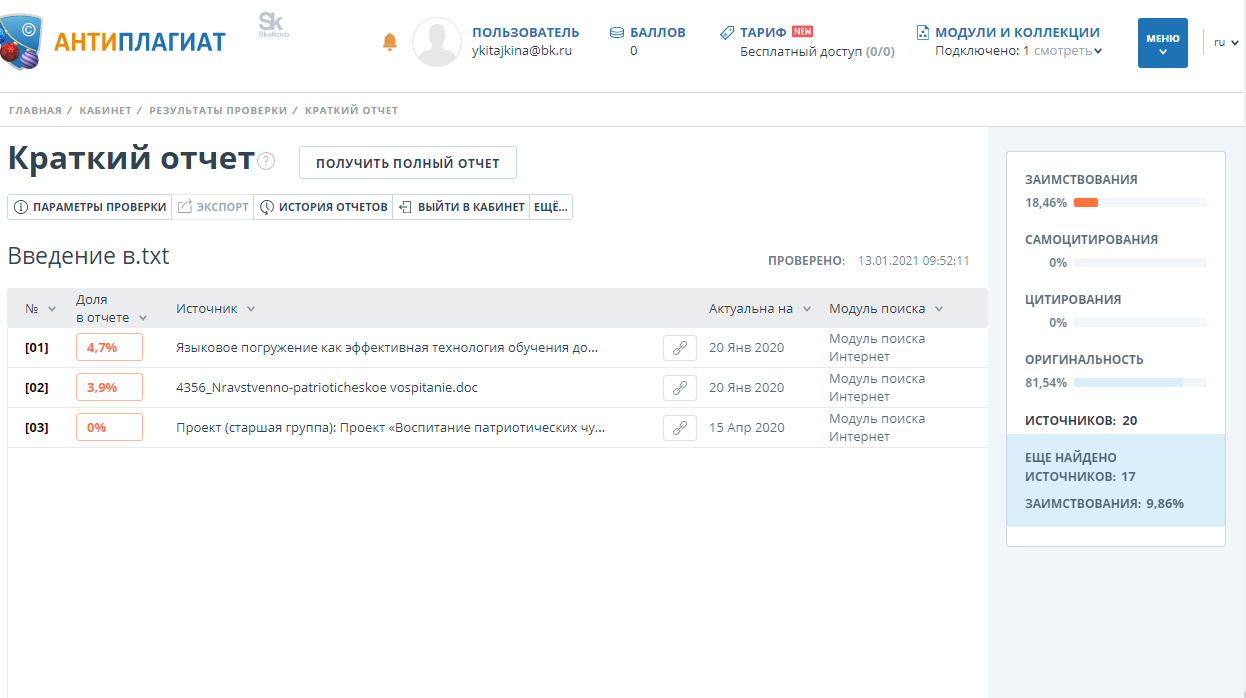 ©
АНТИПЛАГИАТ
Sk
Skolkovo
ПОЛЬЗОВАТЕЛЬ
ykitajkina@bk.ru
БАЛЛОВ
0
ТАРИФ NEW
Бесплатный доступ (0/0)
МОДУЛИ И КОЛЛЕКЦИИ
Подключено: 1 смотреть
МЕНЮ
ru
ГЛАВНАЯ / КАБИНЕТ / РЕЗУЛЬТАТЫ ПРОВЕРКИ / КРАТКИЙ ОТЧЕТ
Краткий отчет ?
ПОЛУЧИТЬ ПОЛНЫЙ ОТЧЕТ
ПАРАМЕТРЫ ПРОВЕРКИ ЭКСПОРТ ИСТОРИЯ ОТЧЕТОВ ВЫЙТИ В КАБИНЕТ ЕЩЁ...
Введение в.txt
ПРОВЕРЕНО: 13.01.2021 09:52:11
№ Доля в отчете Источник Актуальна на Модуль поиска
[01] 4,7% Языковое погружение как эффективная технология обучения до... 20 Янв 2020 Модуль поиска Интернет
[02] 3,9% 4356_Nravstvenno-patrioticheskoe vospitanie.doc 20 Янв 2020 Модуль поиска Интернет
[03] 0% Проект (старшая группа): Проект «Воспитание патриотических чу... 15 Апр 2020 Модуль поиска Интернет
ЗАИМСТВОВАНИЯ
18,46%
САМОЦИТИРОВАНИЯ
0%
ЦИТИРОВАНИЯ
0%
ОРИГИНАЛЬНОСТЬ
81,54%
ИСТОЧНИКОВ: 20
ЕЩЕ НАЙДЕНО
ИСТОЧНИКОВ: 17
ЗАИМСТВОВАНИЯ: 9,86%